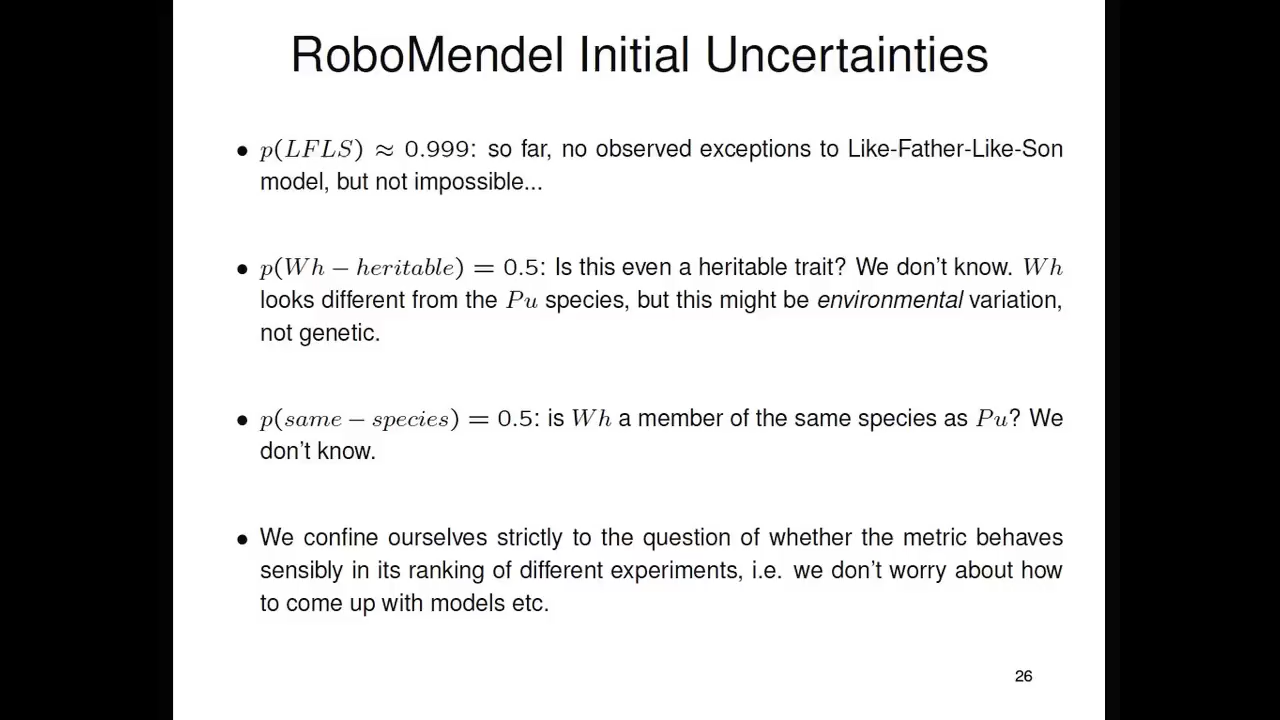 RoboMendel Initial Uncertainties
• p(LFLS) ≈ 0.999: so far, no observed exceptions to Like-Father-Like-Son
model, but not impossible...
• p(Wh − heritable) = 0.5: Is this even a heritable trait? We don't know. Wh
looks different from the Pu species, but this might be environmental variation,
not genetic.
• p(same − species) = 0.5: is Wh a member of the same species as Pu? We
don't know.
• We confine ourselves strictly to the question of whether the metric behaves
sensibly in its ranking of different experiments, i.e. we don't worry about how
to come up with models etc.
26